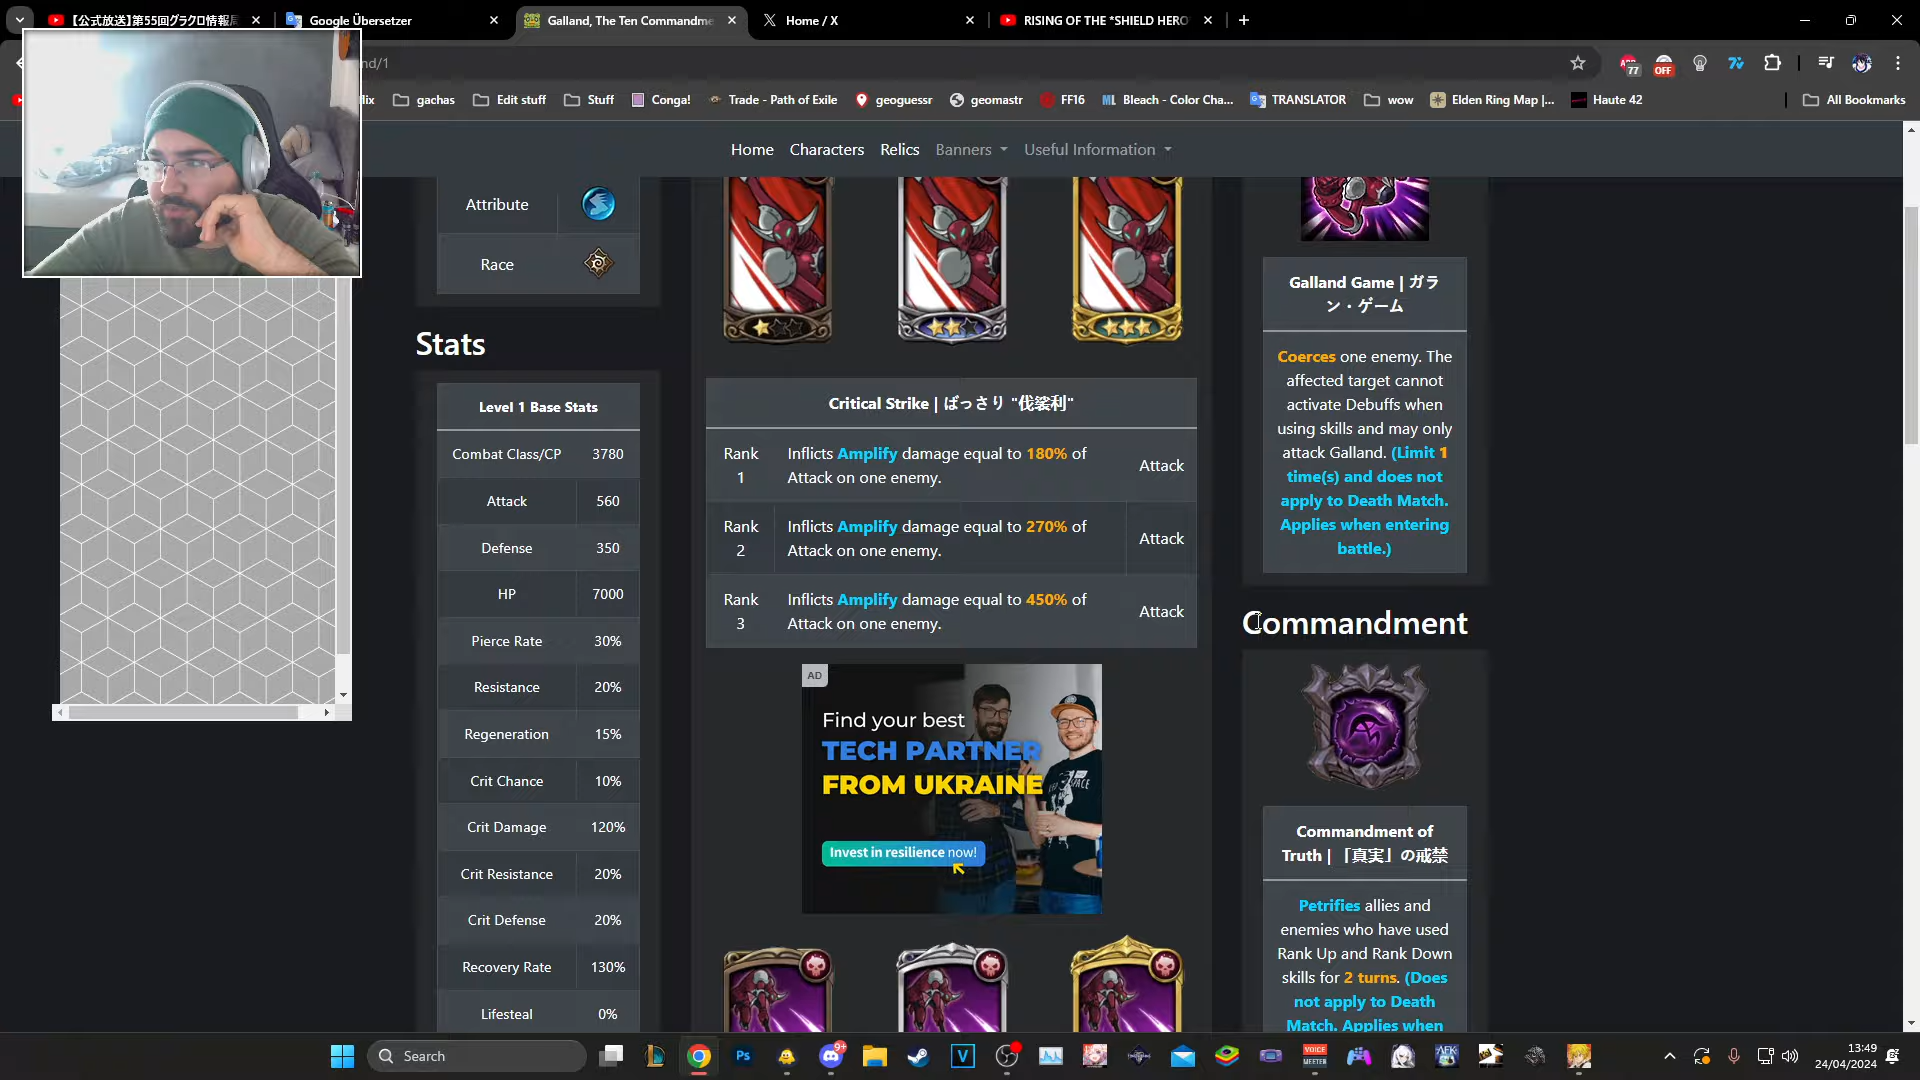 【公式放送】第55回グラクロ情報局
Google Übersetzer
Galland, The Ten Commandme
Home / X
RISING OF THE *SHIELD HERO
nd/1
77
OFF
flix
gachas
Edit stuff
Stuff
Conga!
Trade - Path of Exile
geoguessr
geomastr
FF16
ML Bleach - Color Cha...
TRANSLATOR
wow
Elden Ring Map |...
Haute 42
All Bookmarks
Home
Characters
Relics
Banners
Useful Information
Attribute
Race
Stats
Level 1 Base Stats
Combat Class/CP 3780
Attack 560
Defense 350
HP 7000
Pierce Rate 30%
Resistance 20%
Regeneration 15%
Crit Chance 10%
Crit Damage 120%
Crit Resistance 20%
Crit Defense 20%
Recovery Rate 130%
Lifesteal 0%
Critical Strike | ばっさり "伐裟利"
Rank 1
Inflicts Amplify damage equal to 180% of
Attack on one enemy.
Attack
Rank 2
Inflicts Amplify damage equal to 270% of
Attack on one enemy.
Attack
Rank 3
Inflicts Amplify damage equal to 450% of
Attack on one enemy.
Attack
AD
Find your best
TECH PARTNER
FROM UKRAINE
Invest in resilience now!
Galland Game | ガラ
ン・ゲーム
Coerces one enemy. The
affected target cannot
activate Debuffs when
using skills and may only
attack Galland. (Limit 1
time(s) and does not
apply to Death Match.
Applies when entering
battle.)
Commandment
Commandment of
Truth | 「真実」の戒禁
Petrifies allies and
enemies who have used
Rank Up and Rank Down
skills for 2 turns. (Does
not apply to Death
Match. Applies when
Search
Ps
9+
V
VOICE
MEETER
AFK
13:49
24/04/2024